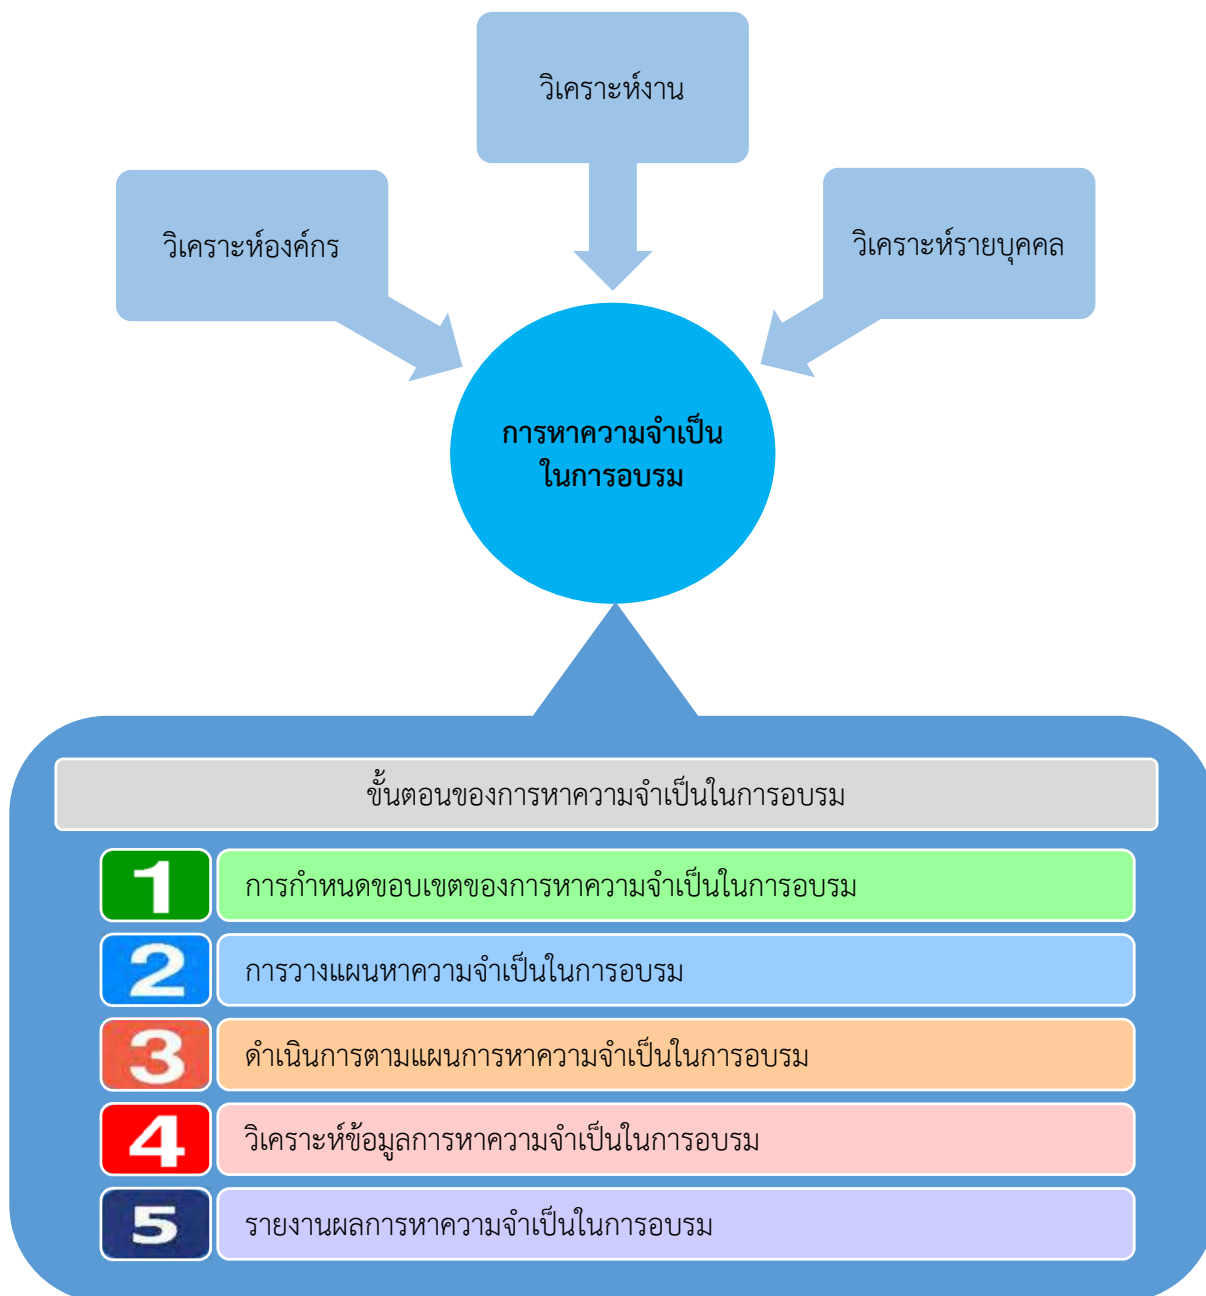 วิเคราะห์งาน
วิเคราะห์องค์กร
วิเคราะห์รายบุคคล
การหาความจำเป็น
ในการอบรม
ขั้นตอนของการหาความจำเป็นในการอบรม
1 การกำหนดขอบเขตของการหาความจำเป็นในการอบรม
2 การวางแผนหาความจำเป็นในการอบรม
3 ดำเนินการตามแผนการหาความจำเป็นในการอบรม
4 วิเคราะห์ข้อมูลการหาความจำเป็นในการอบรม
5 รายงานผลการหาความจำเป็นในการอบรม